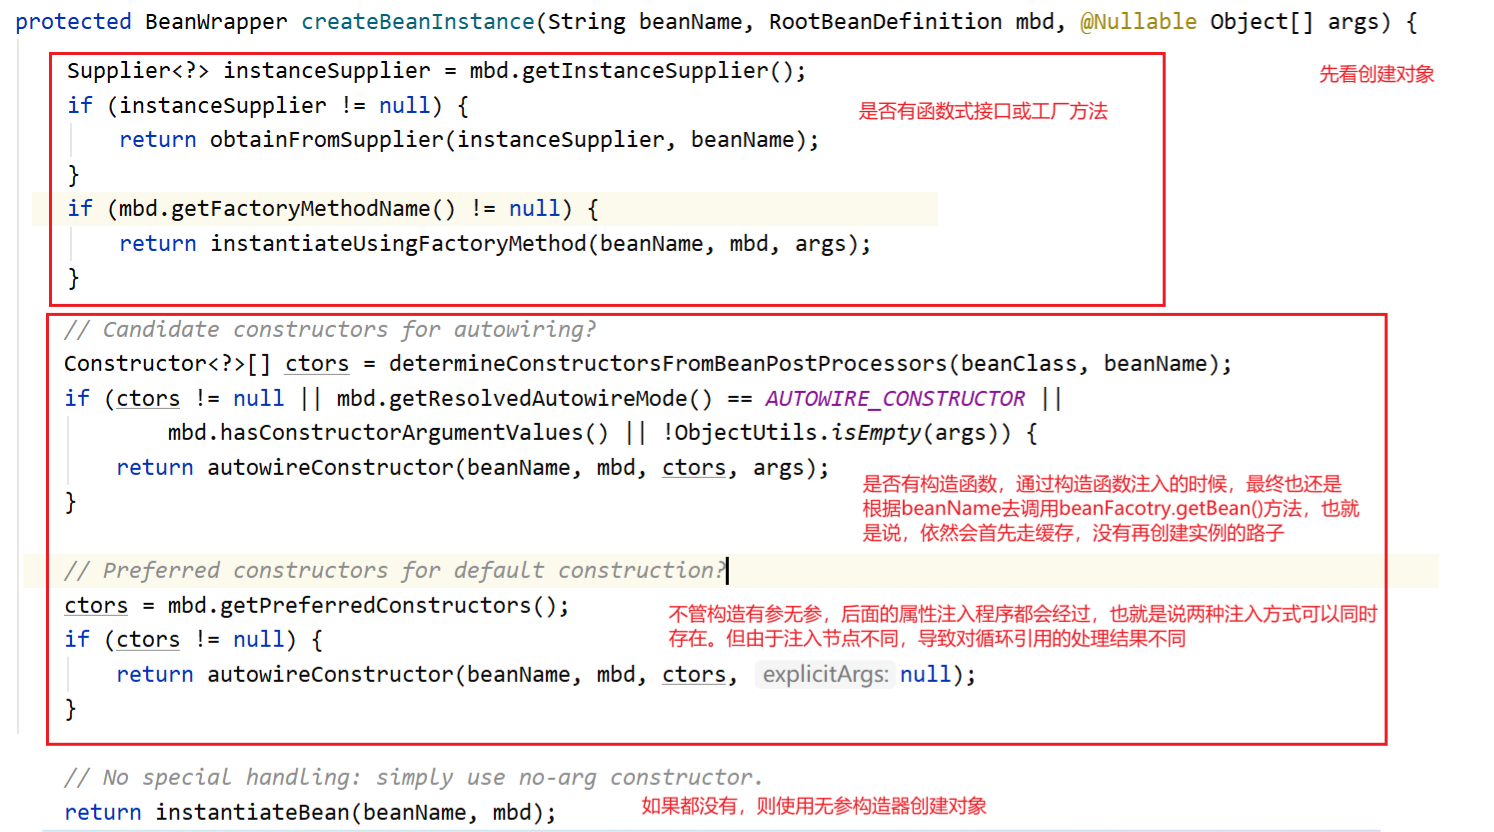 protected BeanWrapper createBeanInstance(String beanName, RootBeanDefinition mbd, @Nullable Object[] args) {
先看创建对象
Supplier<?> instanceSupplier = mbd.getInstanceSupplier();
if (instanceSupplier != null) {
是否有函数式接口或工厂方法
return obtainFromSupplier(instanceSupplier, beanName);
}
if (mbd.getFactoryMethodName() != null) {
return instantiateUsingFactoryMethod(beanName, mbd, args);
}
// Candidate constructors for autowiring?
Constructor<?>[] ctors = determineConstructorsFromBeanPostProcessors(beanClass, beanName);
if (ctors != null || mbd.getResolvedAutowireMode() == AUTOWIRE_CONSTRUCTOR ||
mbd.hasConstructorArgumentValues() || !ObjectUtils.isEmpty(args)) {
return autowireConstructor(beanName, mbd, ctors, args);
}
是否有构造函数，通过构造函数注入的时候，最终也还是
根据beanName去调用beanFacotry.getBean()方法，也就
是说，依然会首先走缓存，没有再创建实例的路子
// Preferred constructors for default construction?
ctors = mbd.getPreferredConstructors();
if (ctors != null) {
不管构造有参无参，后面的属性注入程序都会经过，也就是说两种注入方式可以同时
存在。但由于注入节点不同，导致对循环引用的处理结果不同
return autowireConstructor(beanName, mbd, ctors, explicitArgs: null);
}
// No special handling: simply use no-arg constructor.
return instantiateBean(beanName, mbd);
如果都没有，则使用无参构造器创建对象